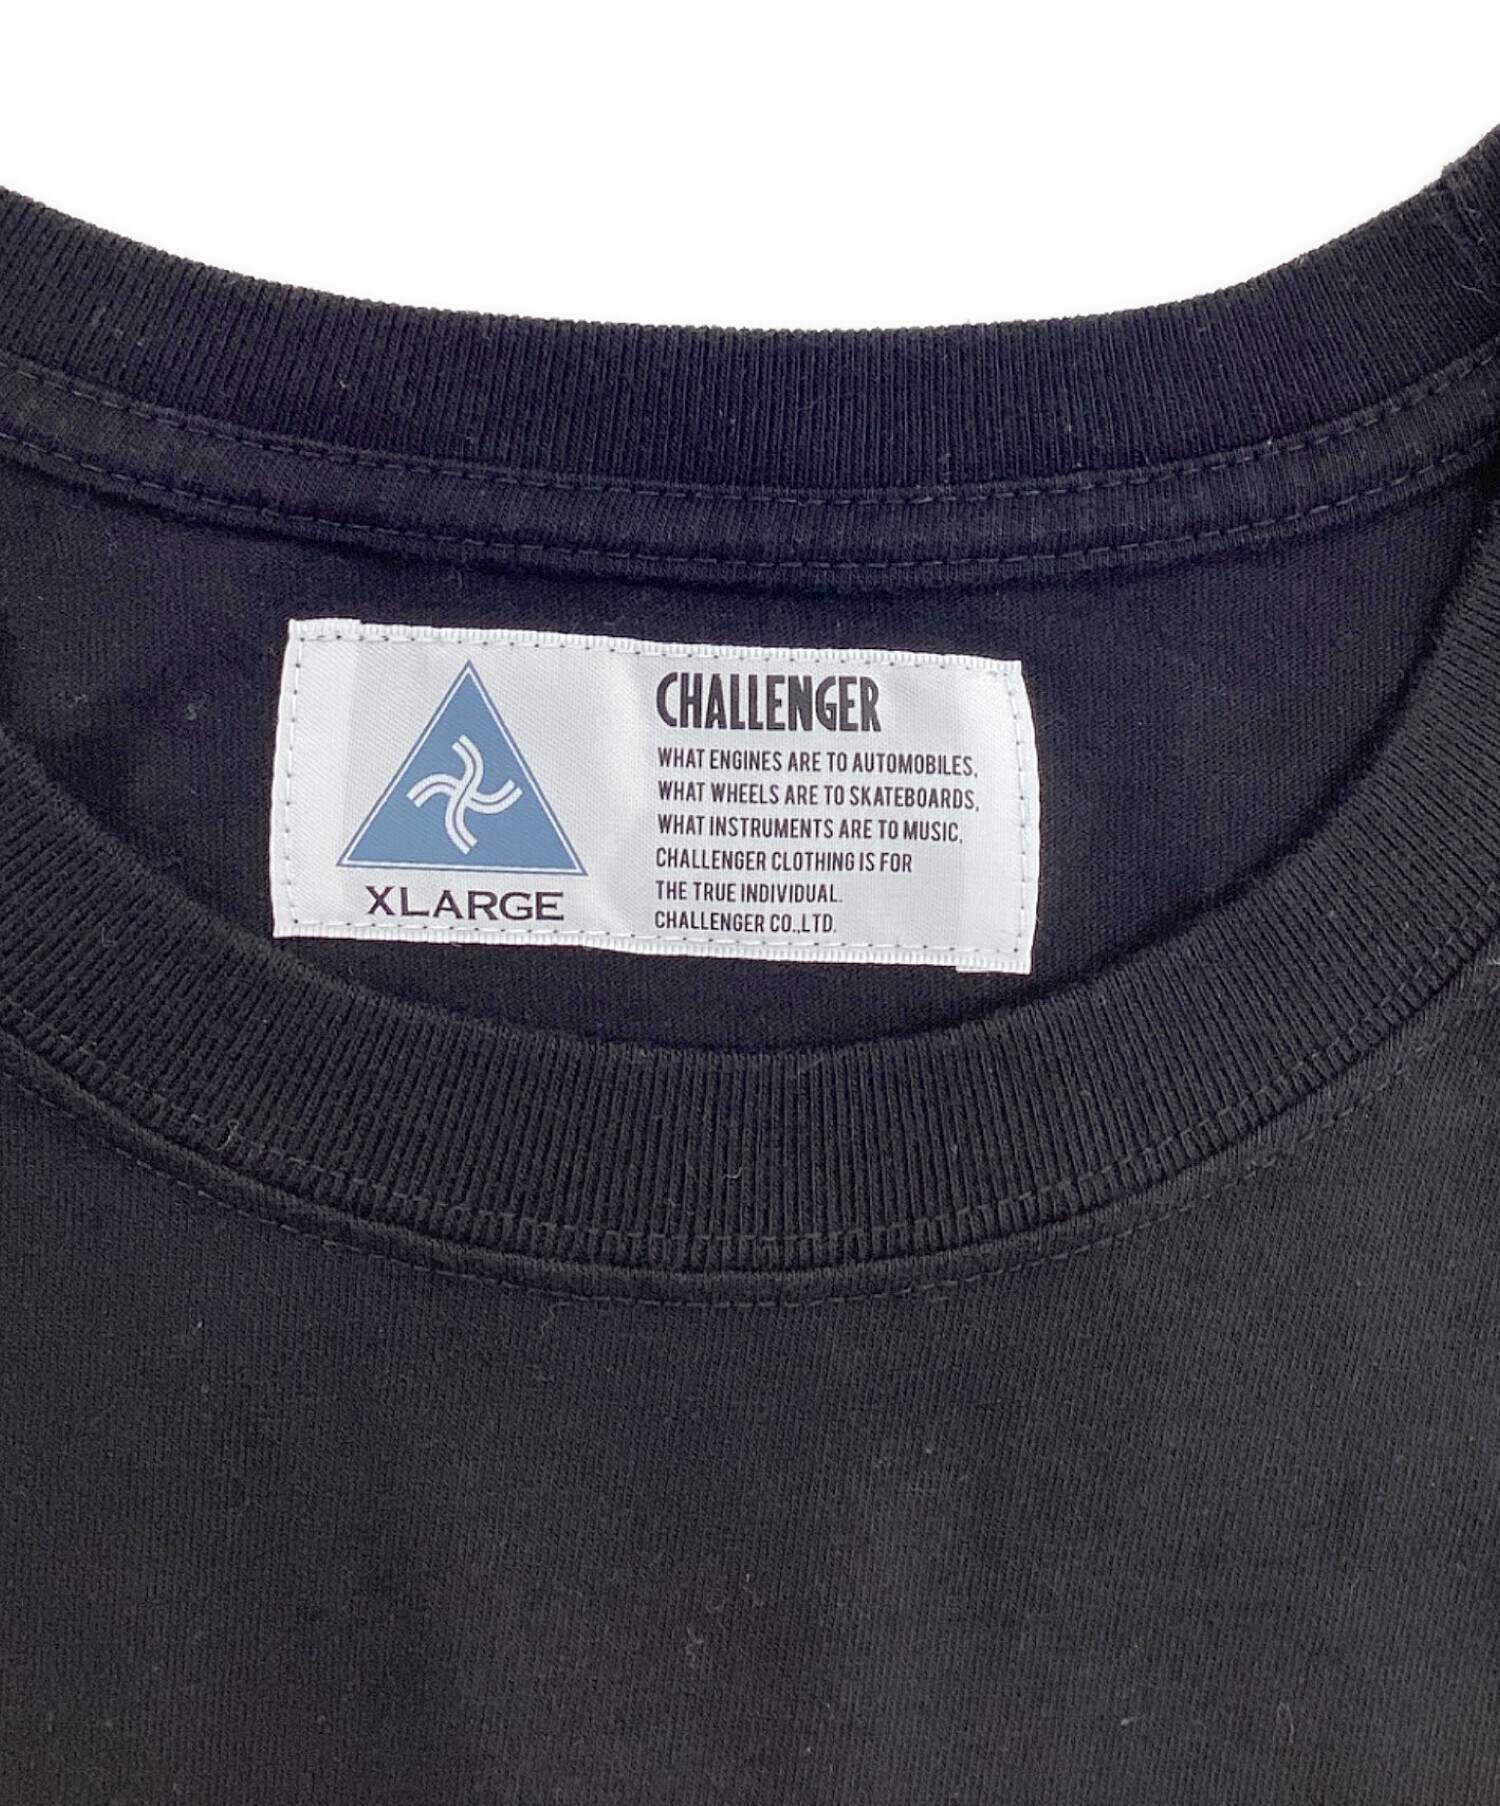 CHALLENGER
WHAT ENGINES ARE TO AUTOMOBILES,
WHAT WHEELS ARE TO SKATEBOARDS,
WHAT INSTRUMENTS ARE TO MUSIC,
CHALLENGER CLOTHING IS FOR
THE TRUE INDIVIDUAL.
CHALLENGER CO.,LTD.
XLARGE